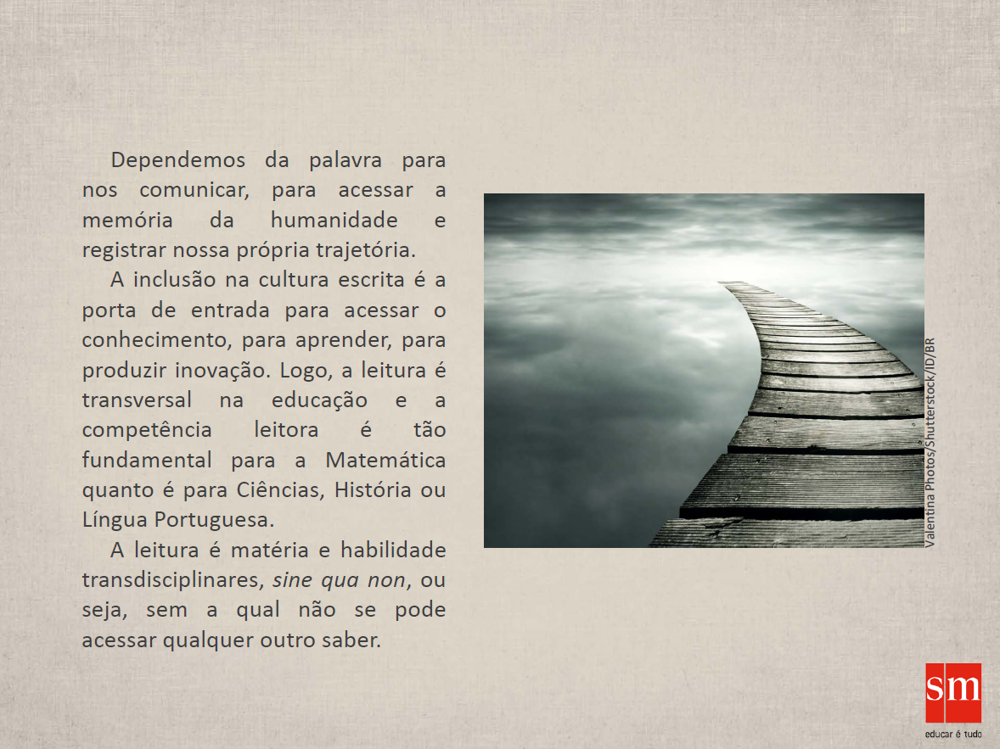 Dependemos da palavra para
nos comunicar, para acessar a
memória da humanidade e
registrar nossa própria trajetória.
A inclusão na cultura escrita é a
porta de entrada para acessar o
conhecimento, para aprender, para
produzir inovação. Logo, a leitura é
transversal na educação e a
competência leitora é tão
fundamental para a Matemática
quanto é para Ciências, História ou
Língua Portuguesa.
A leitura é matéria e habilidade
transdisciplinares, sine qua non, ou
seja, sem a qual não se pode
acessar qualquer outro saber.
Valentina Photos/Shutterstock/ID/BR
sm
educar é tudo